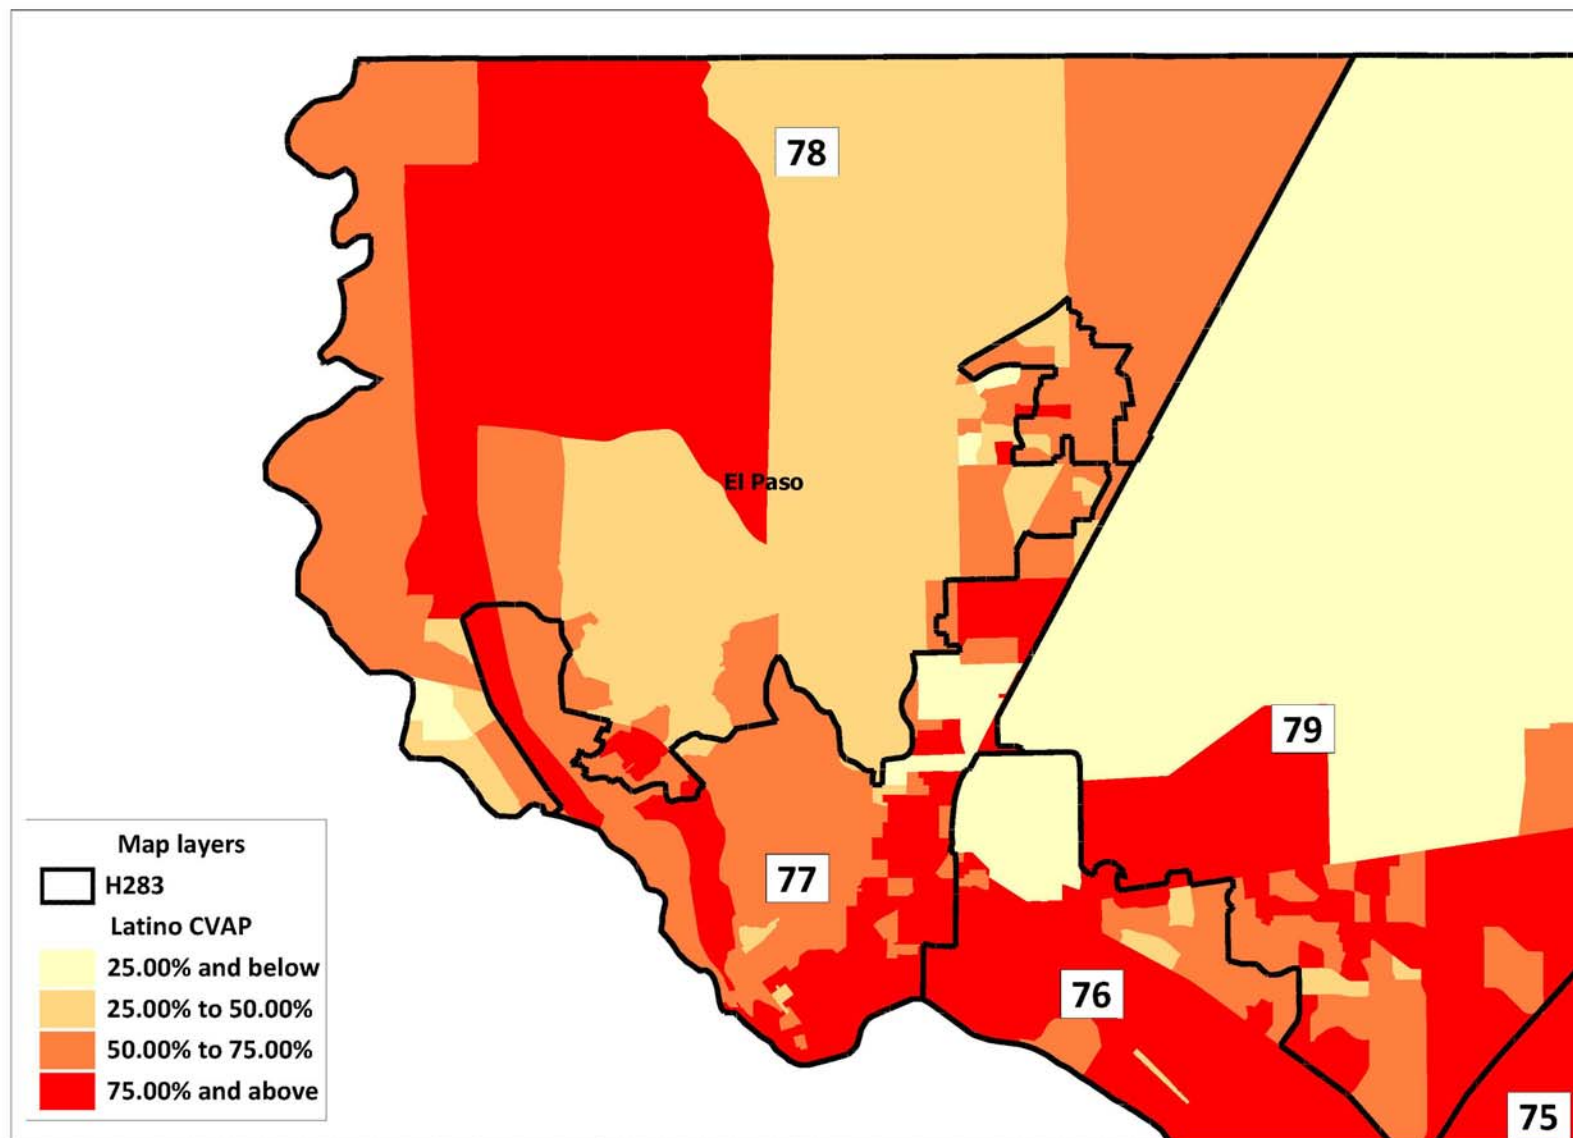 78
El Paso
79
77
76
75
Map layers
H283
Latino CVAP
25.00% and below
25.00% to 50.00%
50.00% to 75.00%
75.00% and above